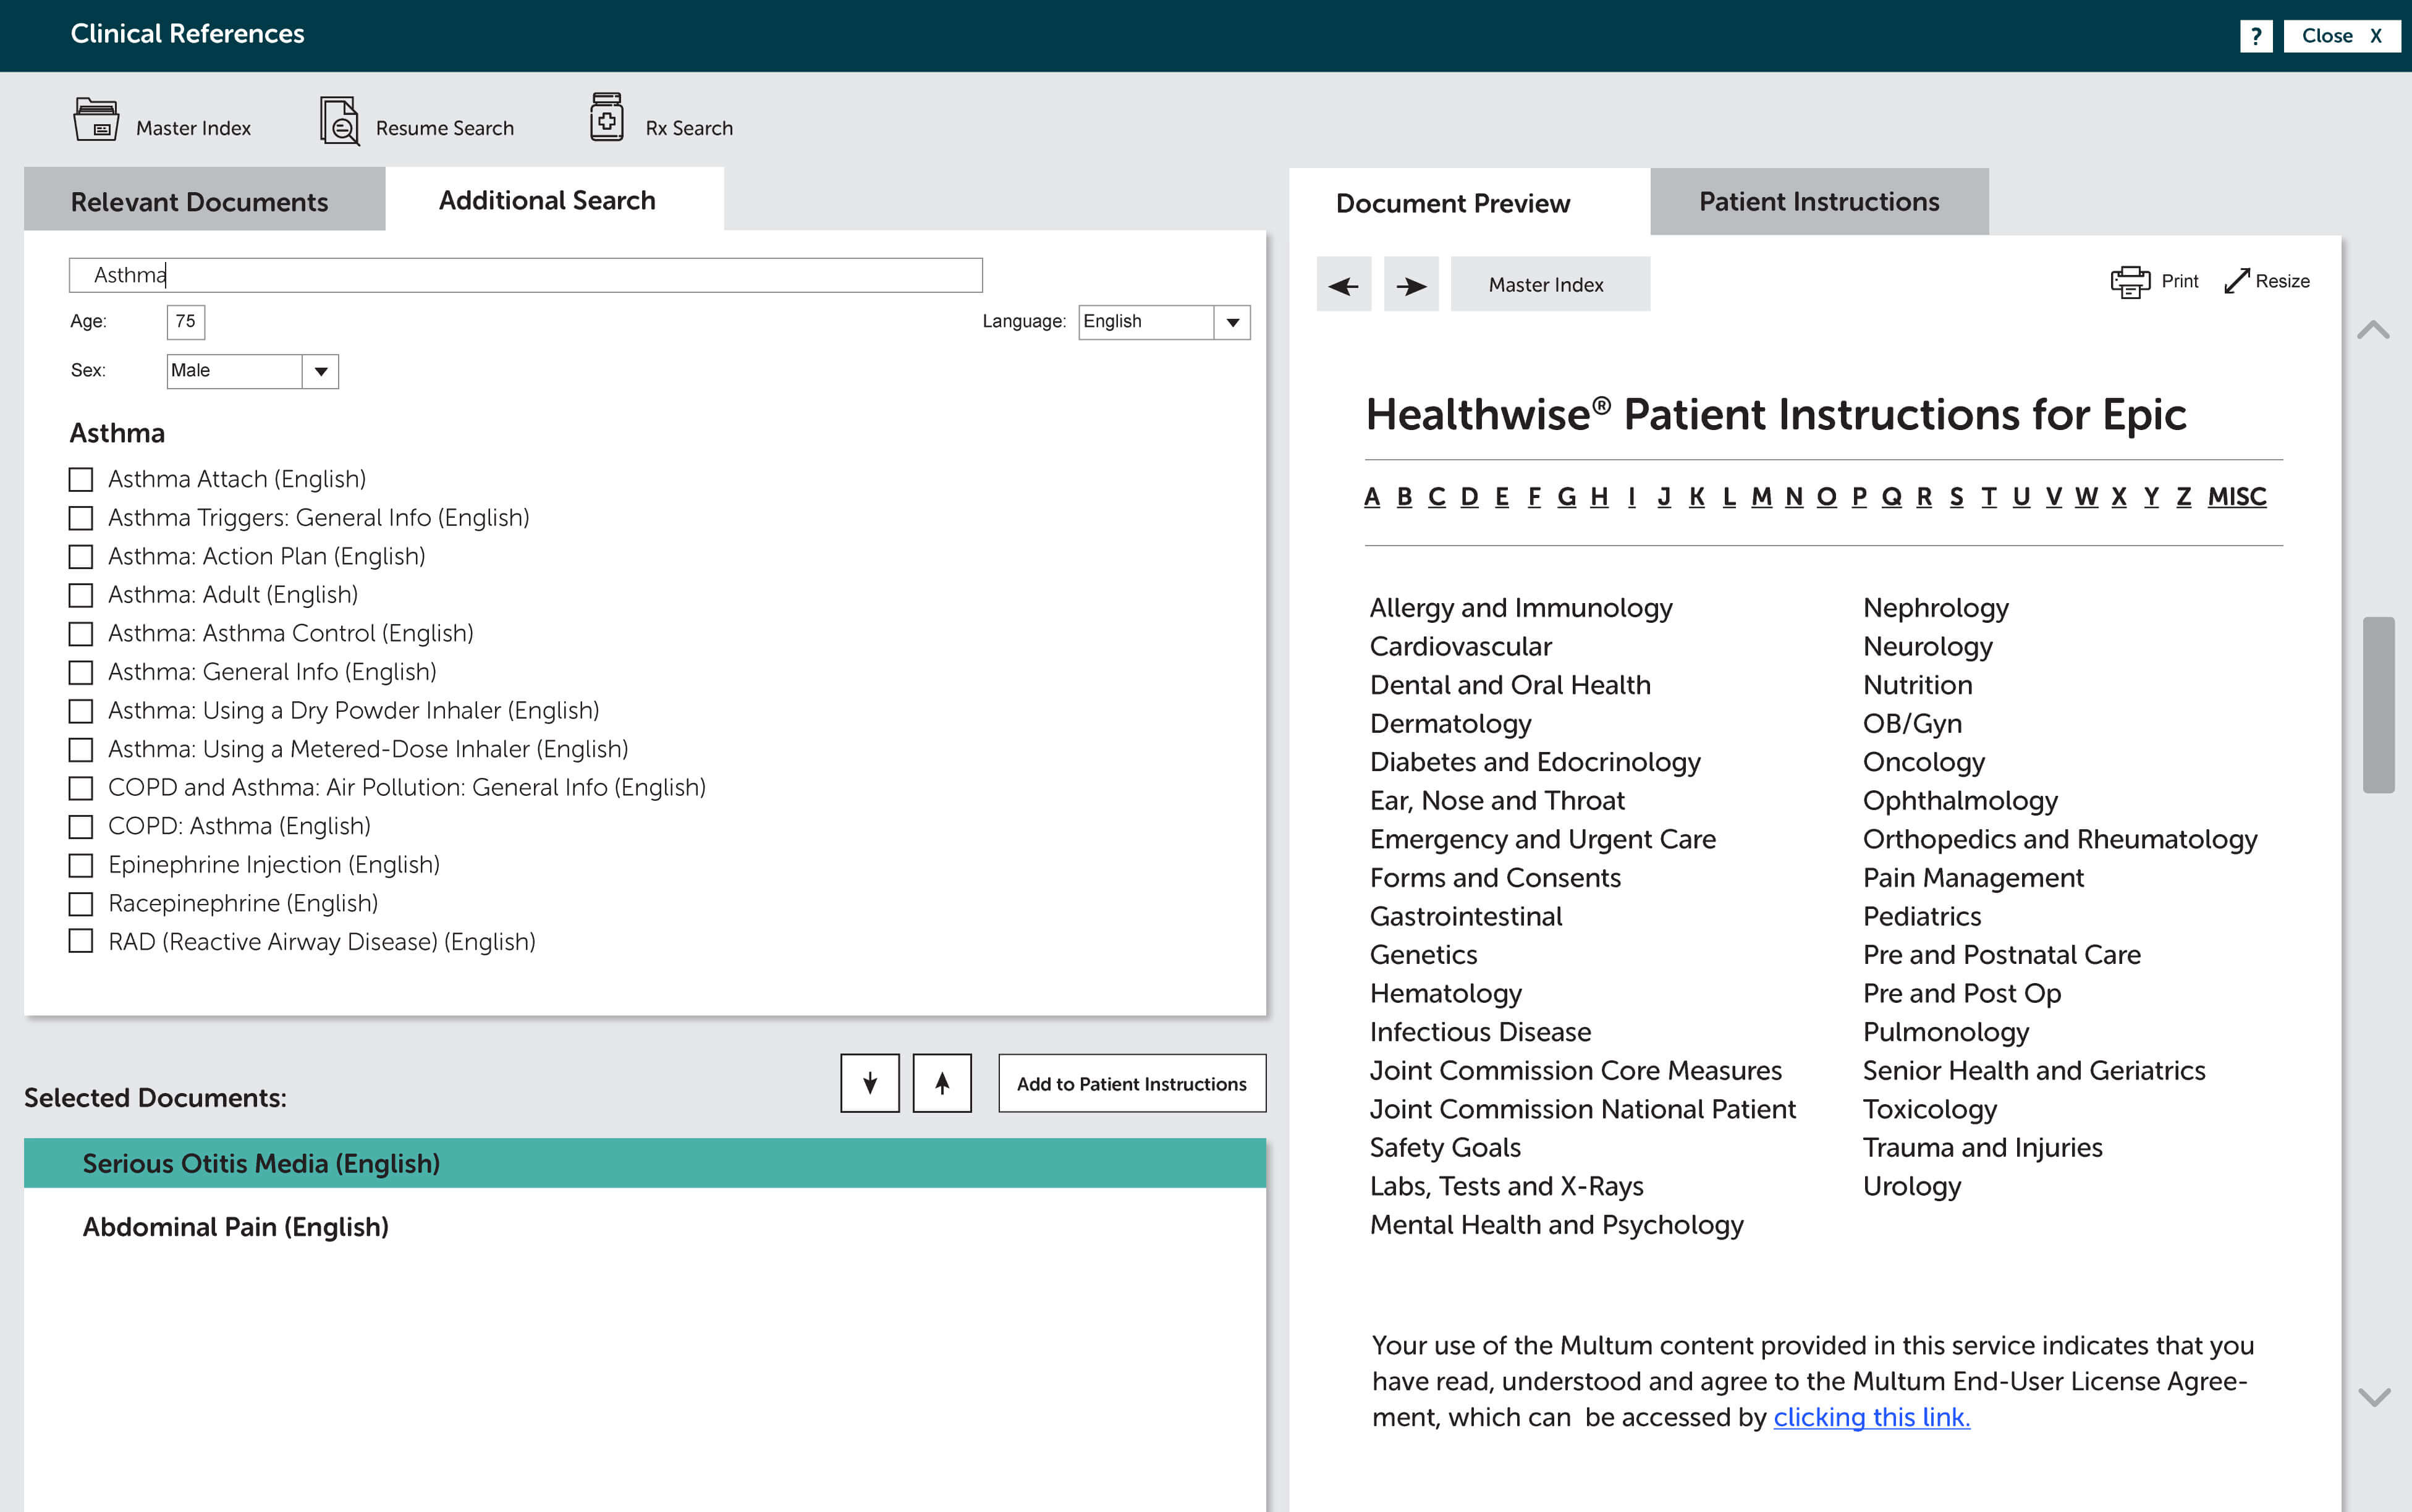 Clinical References
?
Close X
Master Index
Resume Search
Rx Search
Relevant Documents
Additional Search
Asthma
Age:
75
Language:
English
Sex:
Male
Asthma
Asthma Attach (English)
Asthma Triggers: General Info (English)
Asthma: Action Plan (English)
Asthma: Adult (English)
Asthma: Asthma Control (English)
Asthma: General Info (English)
Asthma: Using a Dry Powder Inhaler (English)
Asthma: Using a Metered-Dose Inhaler (English)
COPD and Asthma: Air Pollution: General Info (English)
COPD: Asthma (English)
Epinephrine Injection (English)
Racepinephrine (English)
RAD (Reactive Airway Disease) (English)
Selected Documents:
Add to Patient Instructions
Serious Otitis Media (English)
Abdominal Pain (English)
Document Preview
Patient Instructions
Master Index
Print
Resize
Healthwise® Patient Instructions for Epic
A B C D E F G H I J K L M N O P Q R S T U V W X Y Z MISC
Allergy and Immunology
Cardiovascular
Dental and Oral Health
Dermatology
Diabetes and Edocrinology
Ear, Nose and Throat
Emergency and Urgent Care
Forms and Consents
Gastrointestinal
Genetics
Hematology
Infectious Disease
Joint Commission Core Measures
Joint Commission National Patient
Safety Goals
Labs, Tests and X-Rays
Mental Health and Psychology
Nephrology
Neurology
Nutrition
OB/Gyn
Oncology
Ophthalmology
Orthopedics and Rheumatology
Pain Management
Pediatrics
Pre and Postnatal Care
Pre and Post Op
Pulmonology
Senior Health and Geriatrics
Toxicology
Trauma and Injuries
Urology
Your use of the Multum content provided in this service indicates that you
have read, understood and agree to the Multum End-User License Agree-
ment, which can be accessed by clicking this link.